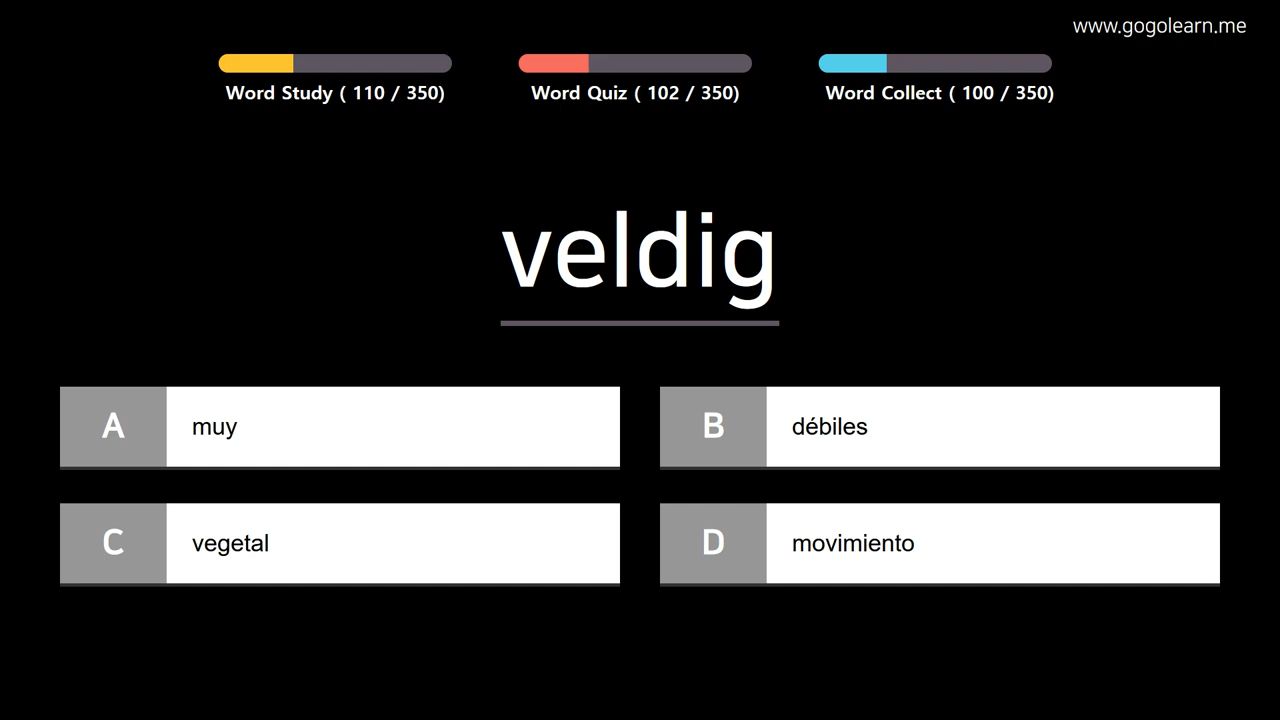 www.gogolearn.me
Word Study ( 110 / 350)
Word Quiz ( 102 / 350)
Word Collect ( 100 / 350)
veldig
A muy
B débiles
C vegetal
D movimiento